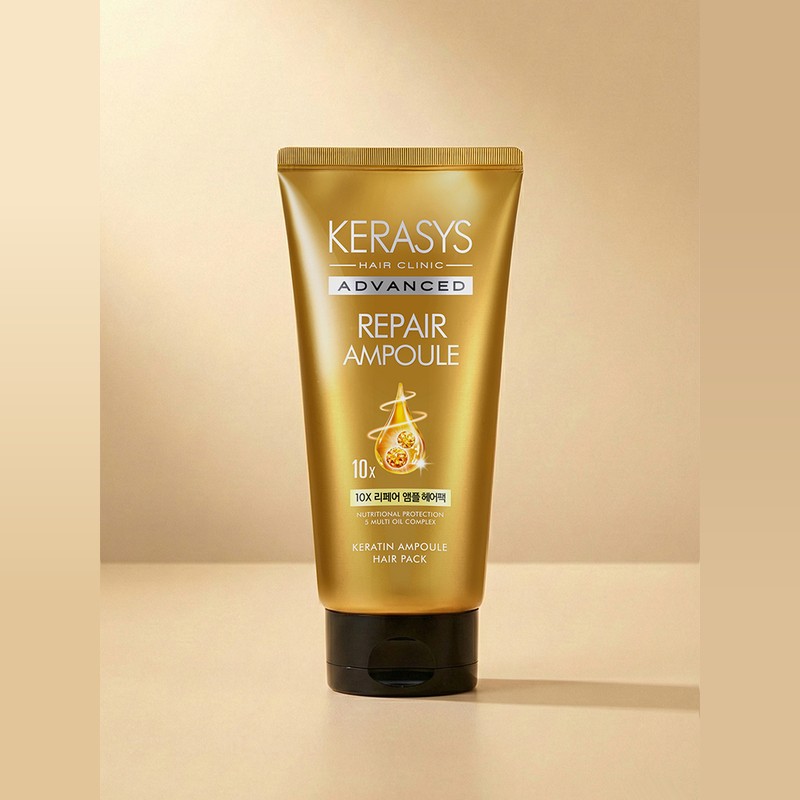 KERASYS
HAIR CLINIC
ADVANCED
REPAIR
AMPOULE
10x
10X 리페어 앰플 헤어팩
NUTRITIONAL PROTECTION
5 MULTI OIL COMPLEX
KERATIN AMPOULE
HAIR PACK